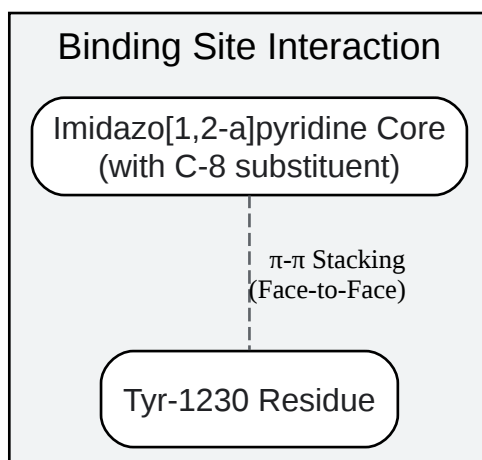 Binding Site Interaction
Imidazo[1,2-a]pyridine Core
(with C-8 substituent)
π-π Stacking
(Face-to-Face)
Tyr-1230 Residue